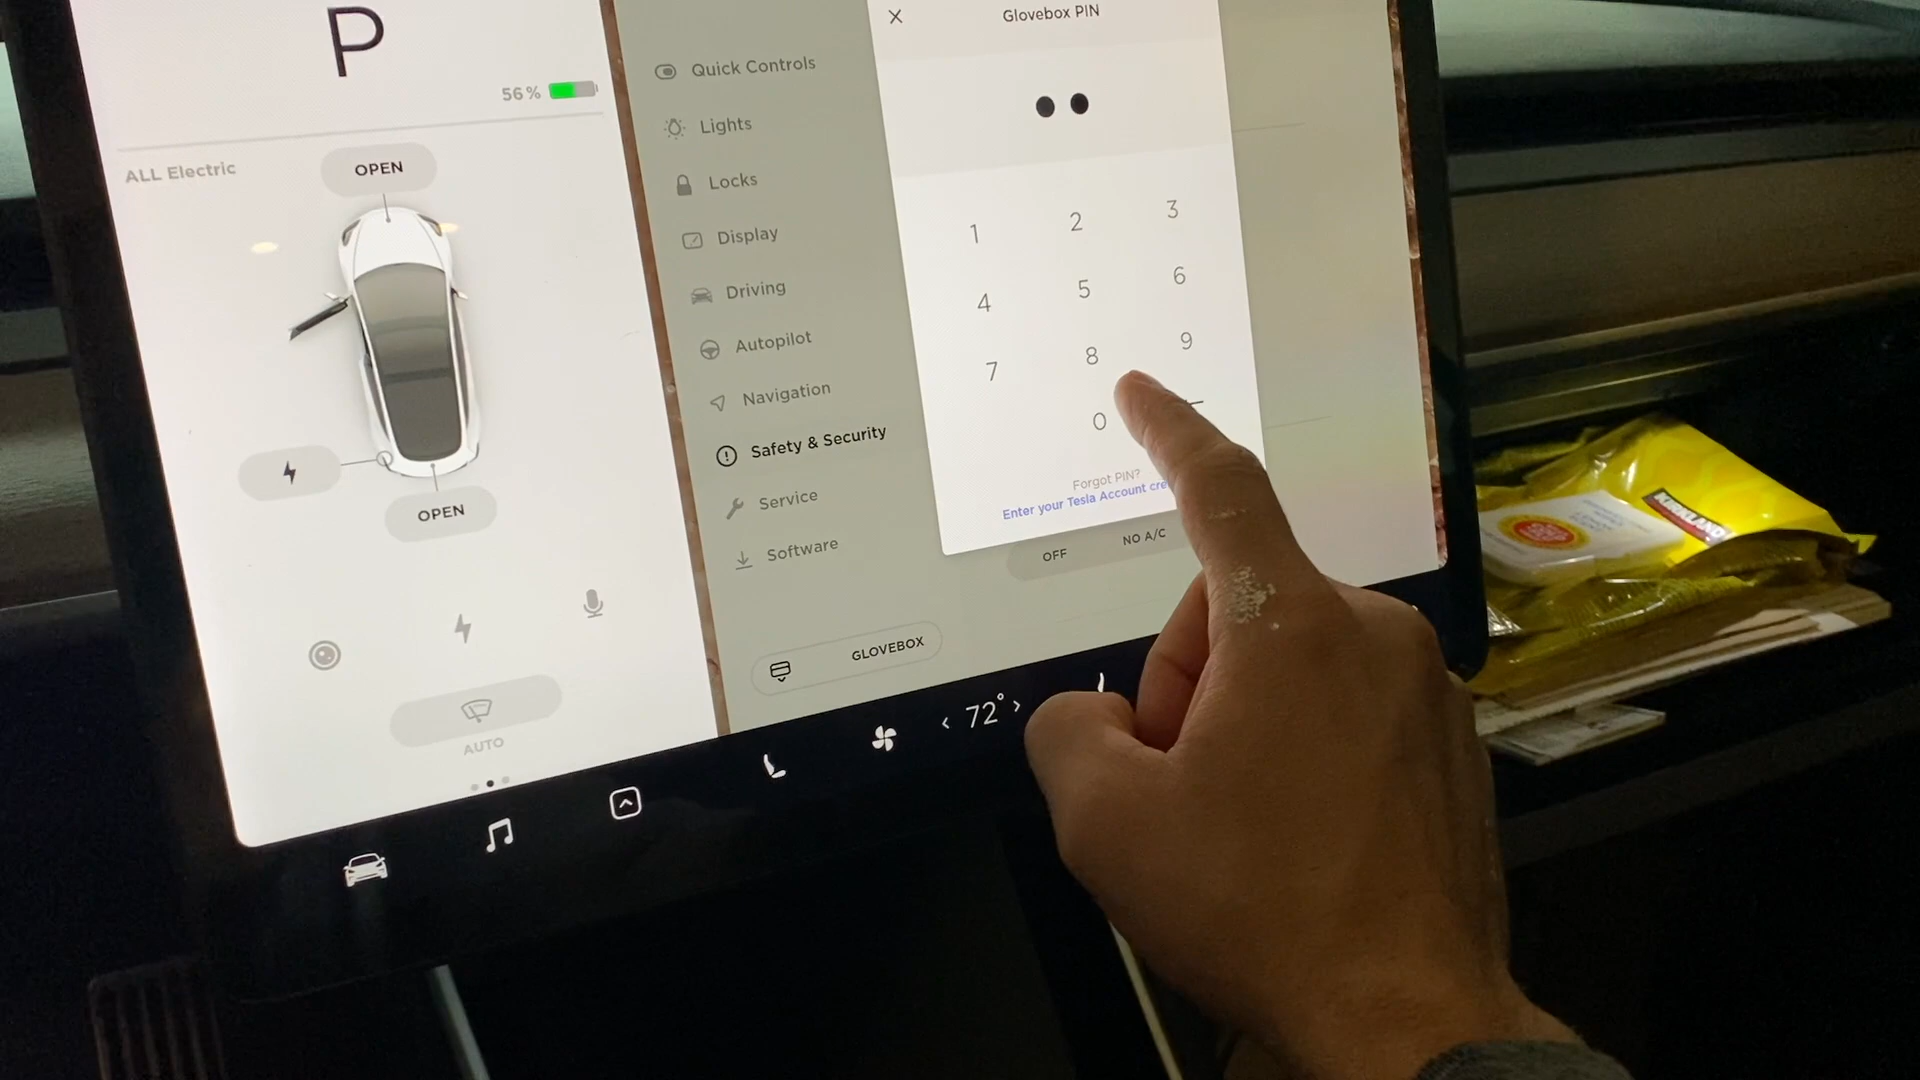 P
56%
ALL Electric
OPEN
OPEN
AUTO
Quick Controls
Lights
Locks
Display
Driving
Autopilot
Navigation
Safety & Security
Service
Software
GLOVEBOX
Glovebox PIN
1 2 3
4 5 6
7 8 9
0
Forgot PIN?
Enter your Tesla Account cre
OFF NO A/C
72°
KIRKLAND